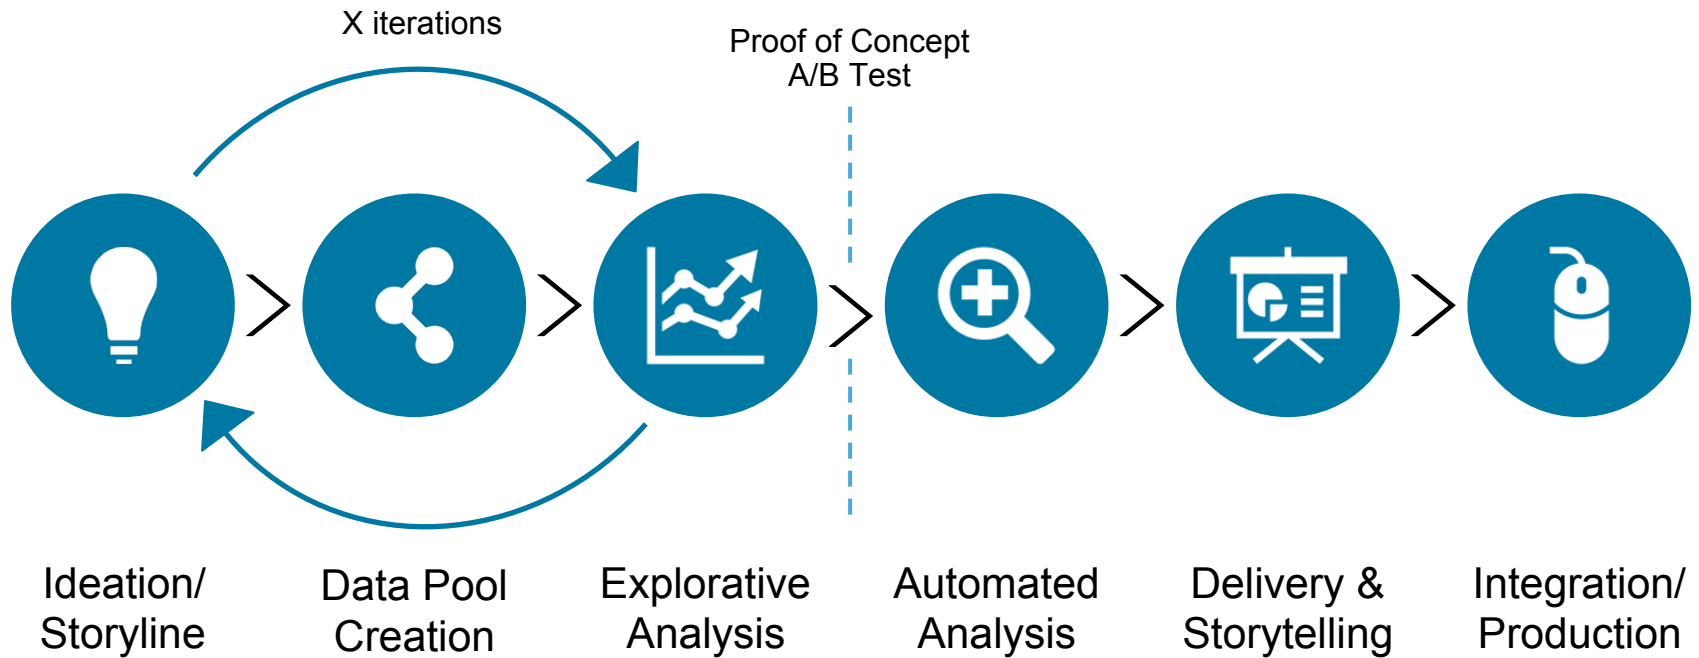 X iterations
Proof of Concept
A/B Test
Ideation/
Storyline
Data Pool
Creation
Explorative
Analysis
Automated
Analysis
Delivery &
Storytelling
Integration/
Production